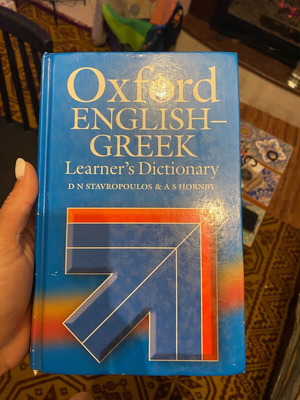 Oxford
ENGLISH–
GREEK
Learner's Dictionary
D N STAVROPOULOS & A S HORNBY